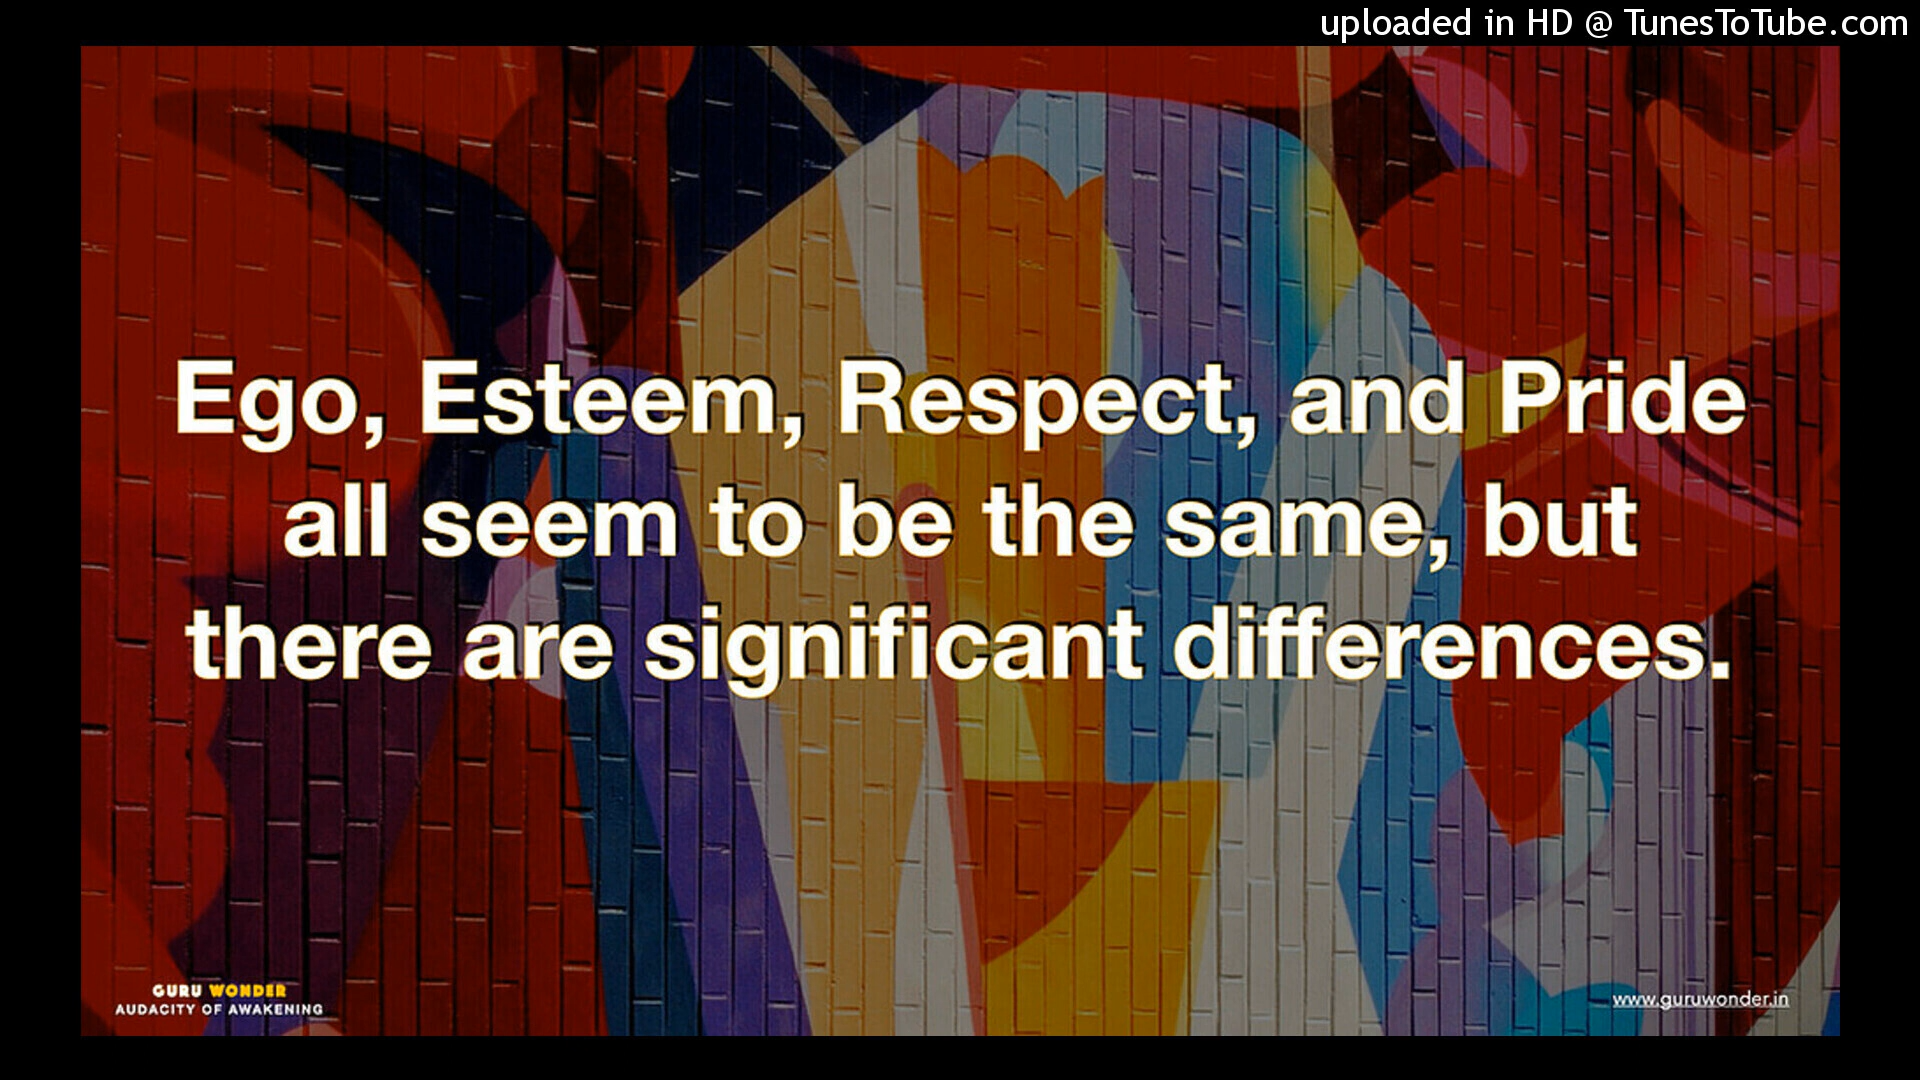 uploaded in HD @ TunesToTube.com
Ego, Esteem, Respect, and Pride
all seem to be the same, but
there are significant differences.
GURU WONDER
AUDACITY OF AWAKENING
www.guruwonder.in